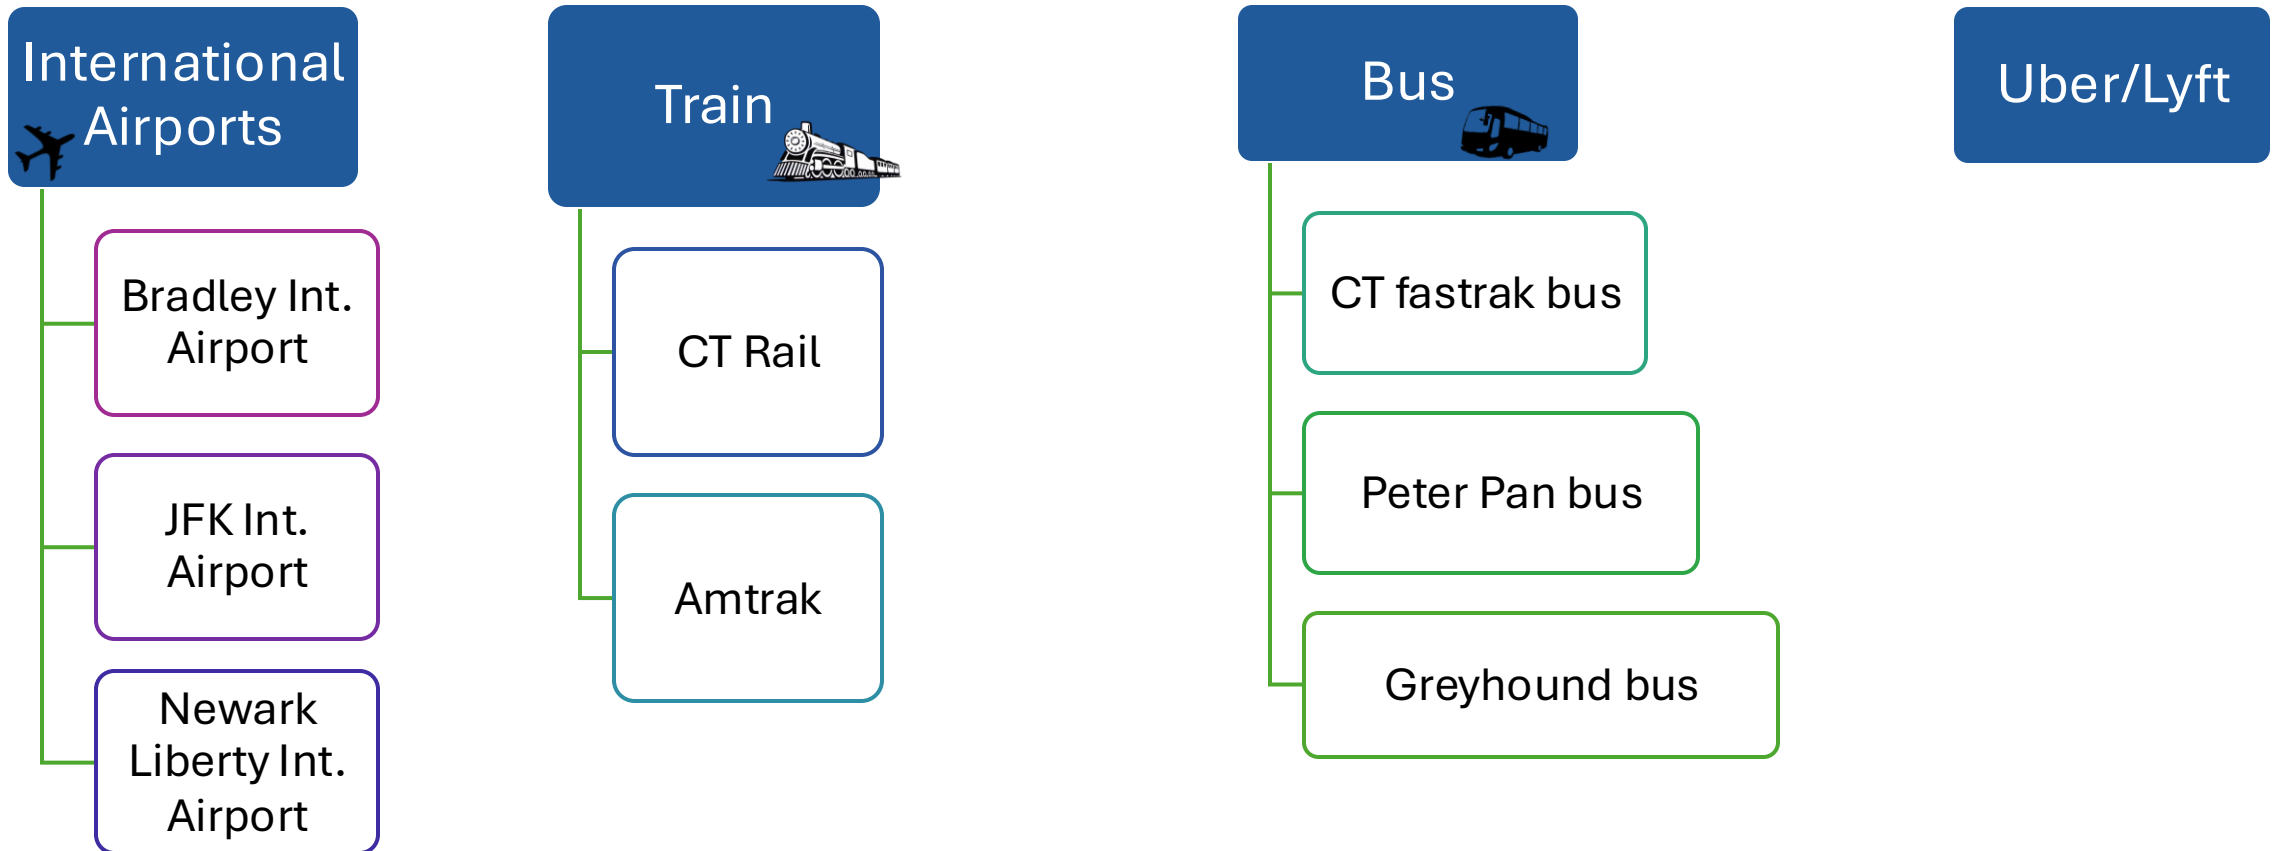 International
Airports
Bradley Int.
Airport
JFK Int.
Airport
Newark
Liberty Int.
Airport
Train
CT Rail
Amtrak
Bus
CT fastrak bus
Peter Pan bus
Greyhound bus
Uber/Lyft